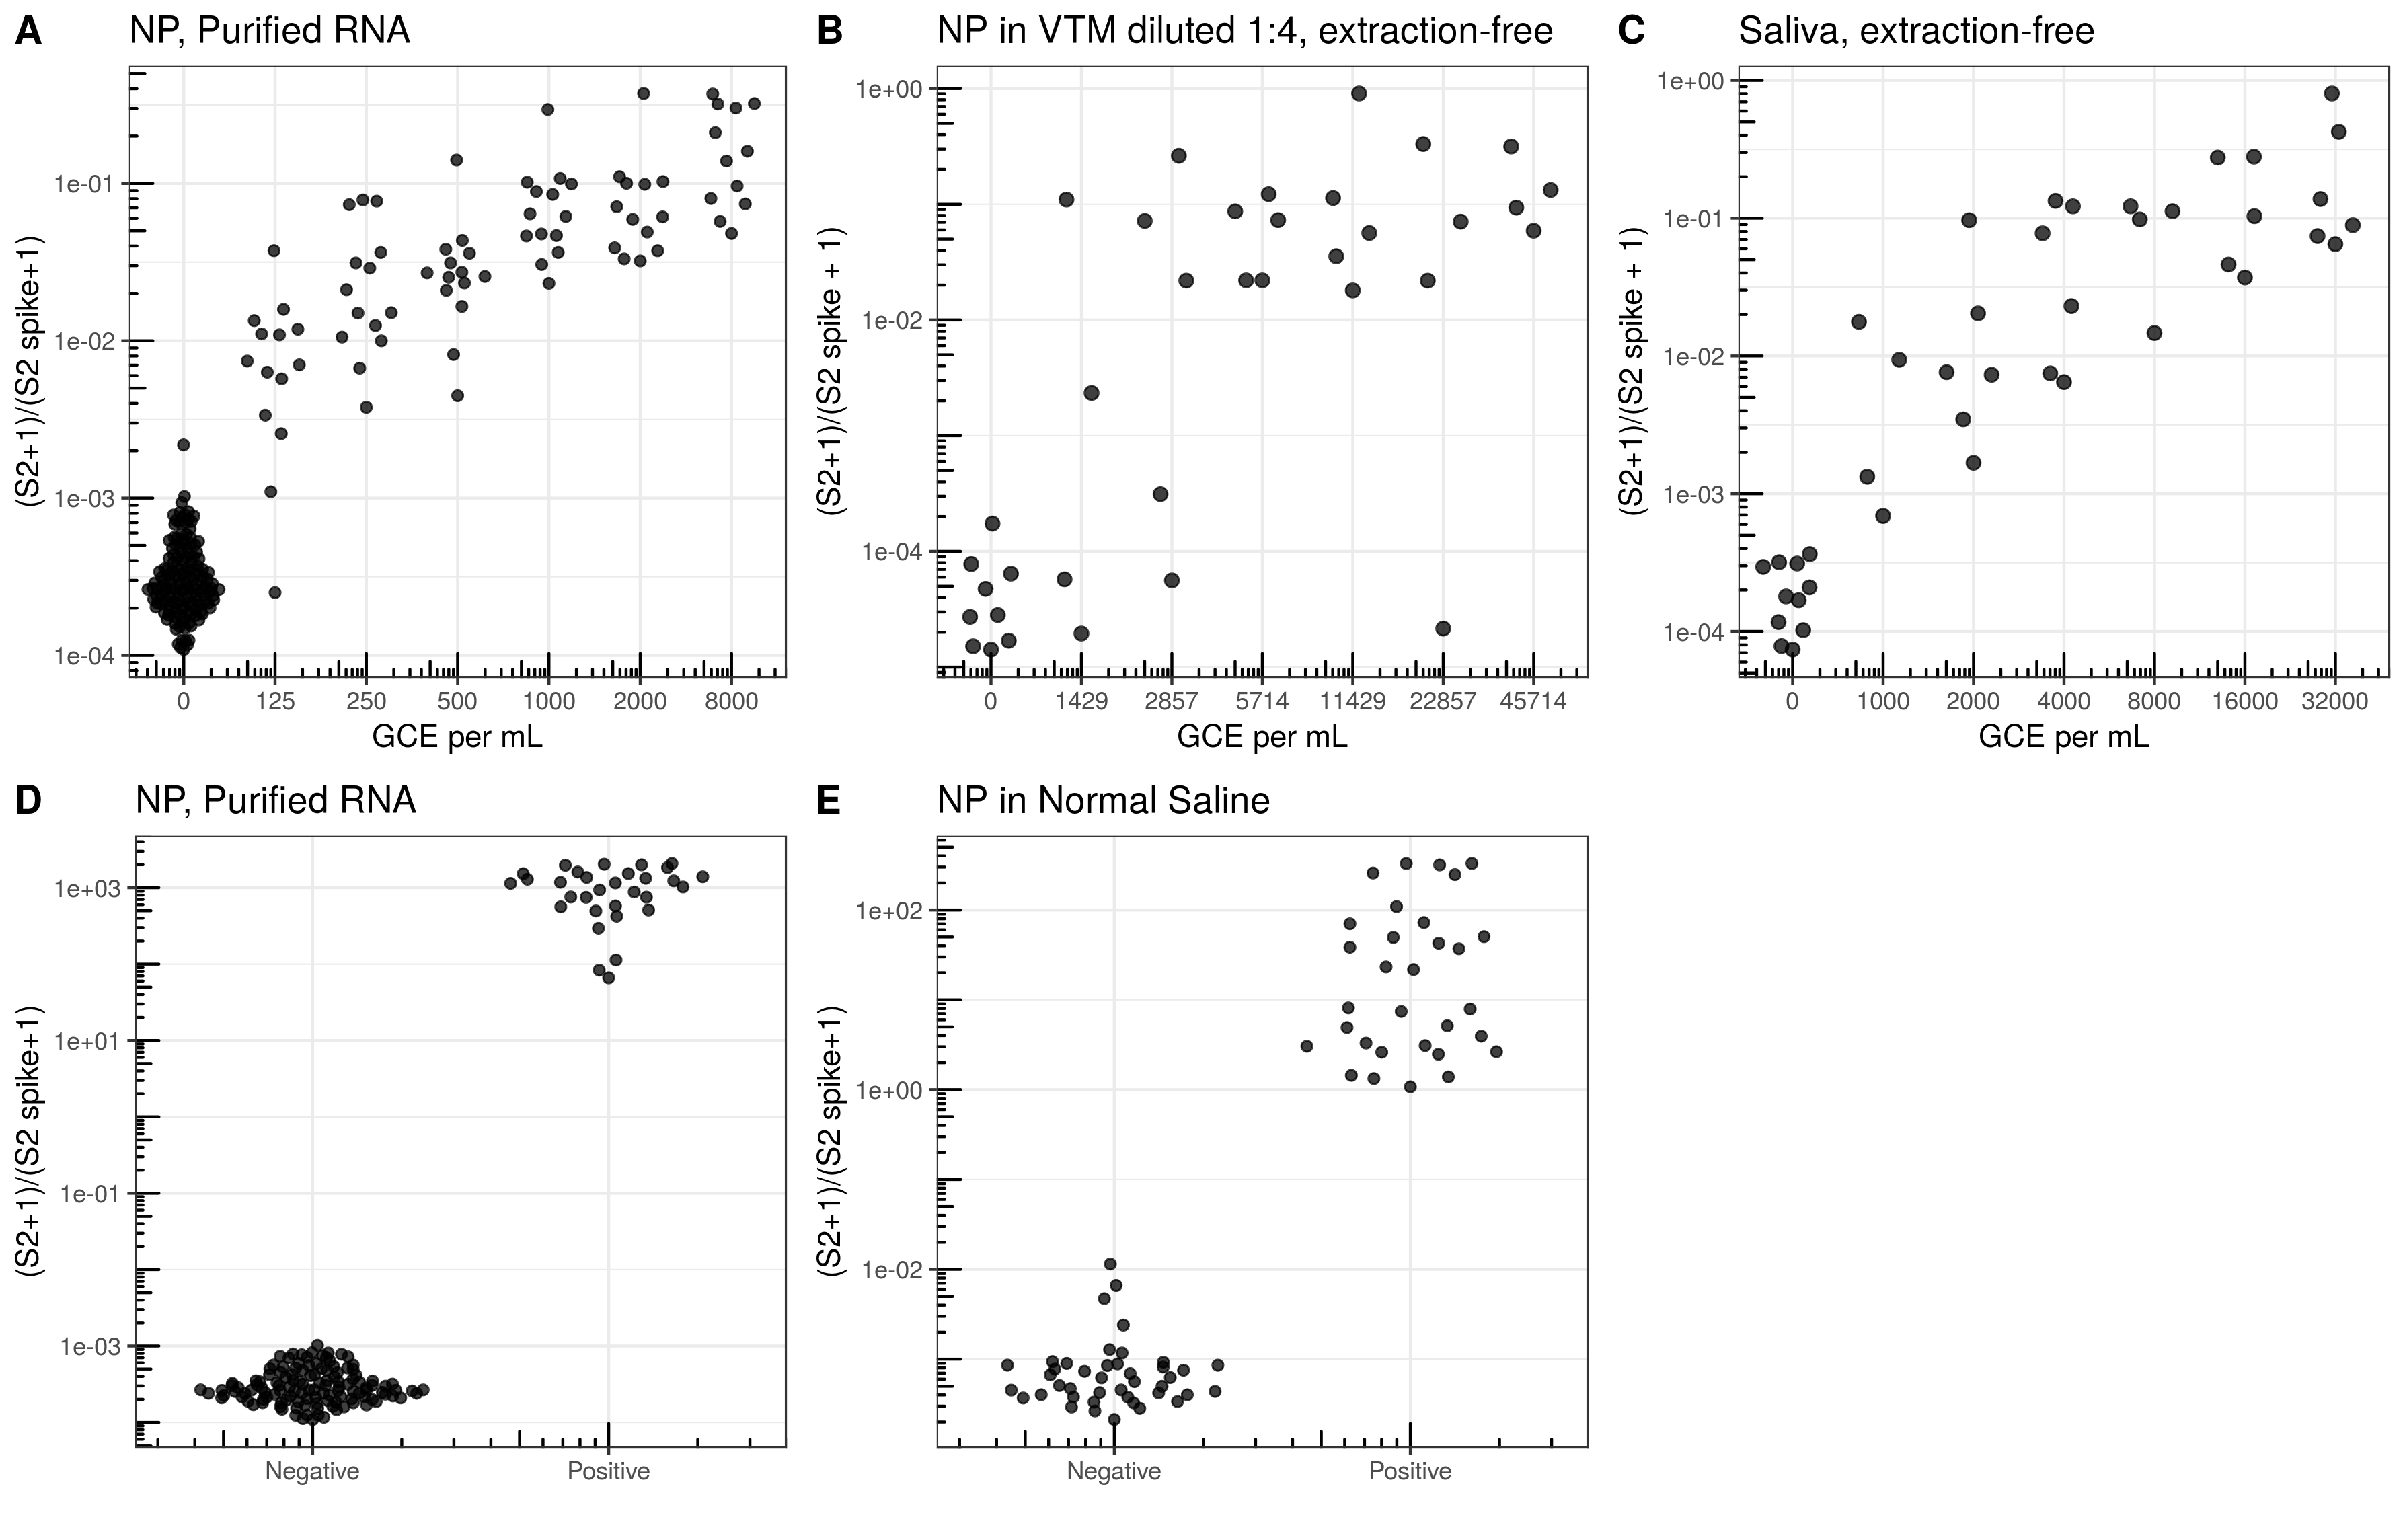 A NP, Purified RNA
(S2+1)/(S2 spike+1)
1e-01
1e-02
1e-03
1e-04
0 125 250 500 1000 2000 8000
GCE per mL
B NP in VTM diluted 1:4, extraction-free
(S2+1)/(S2 spike + 1)
1e+00
1e-02
1e-04
0 1429 2857 5714 11429 22857 45714
GCE per mL
C Saliva, extraction-free
(S2+1)/(S2 spike + 1)
1e+00
1e-01
1e-02
1e-03
1e-04
0 1000 2000 4000 8000 16000 32000
GCE per mL
D NP, Purified RNA
(S2+1)/(S2 spike+1)
1e+03
1e+01
1e-01
1e-03
Negative Positive
E NP in Normal Saline
(S2+1)/(S2 spike+1)
1e+02
1e+00
1e-02
Negative Positive